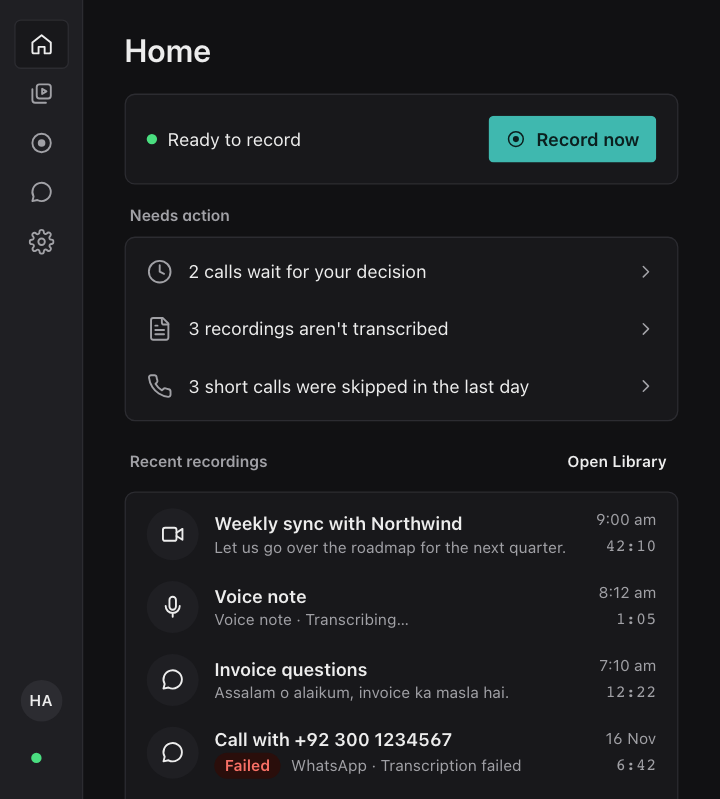 Home
Ready to record
Record now
Needs action
2 calls wait for your decision
3 recordings aren't transcribed
3 short calls were skipped in the last day
Recent recordings
Open Library
Weekly sync with Northwind
9:00 am
Let us go over the roadmap for the next quarter.
42:10
Voice note
8:12 am
Voice note · Transcribing…
1:05
Invoice questions
7:10 am
Assalam o alaikum, invoice ka masla hai.
12:22
HA
Call with +92 300 1234567
16 Nov
Failed WhatsApp · Transcription failed
6:42